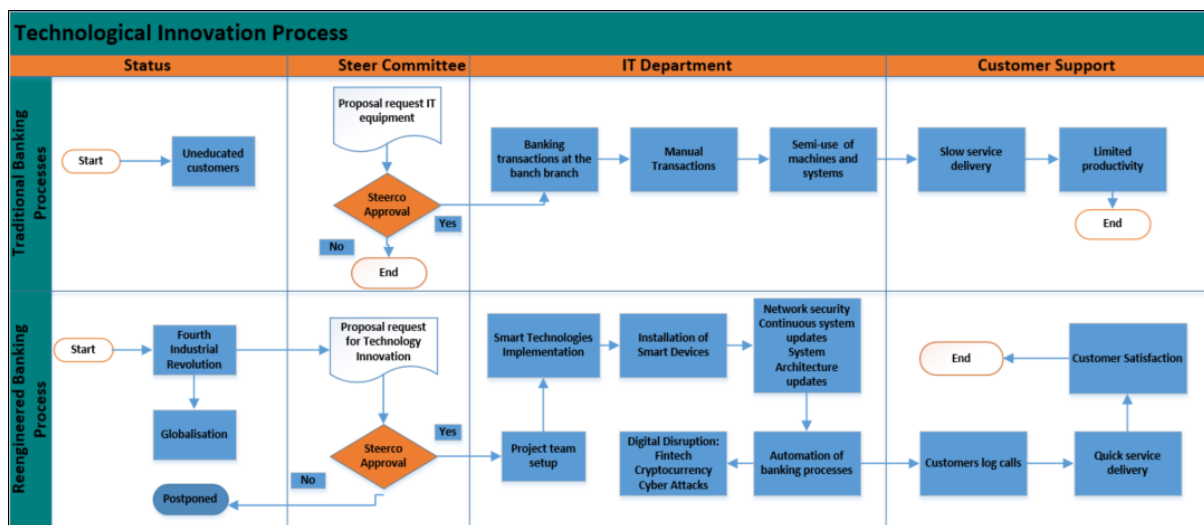 Technological Innovation Process
Status
Steer Committee
IT Department
Customer Support
Traditional Banking
Processes
Start
Uneducated
customers
Proposal request IT
equipment
Steerco
Approval
Yes
No
End
Banking
transactions at the
banch branch
Manual
Transactions
Semi-use of
machines and
systems
Slow service
delivery
Limited
productivity
End
Reengineered Banking
Process
Start
Fourth
Industrial
Revolution
Globalisation
Postponed
Proposal request
for Technology
Innovation
Steerco
Approval
Yes
No
Smart Technologies
Implementation
Installation of
Smart Devices
Network security
Continuous system
updates
System
Architecture
updates
Project team
setup
Digital Disruption:
Fintech
Cryptocurrency
Cyber Attacks
Automation of
banking processes
End
Customer Satisfaction
Customers log calls
Quick service
delivery